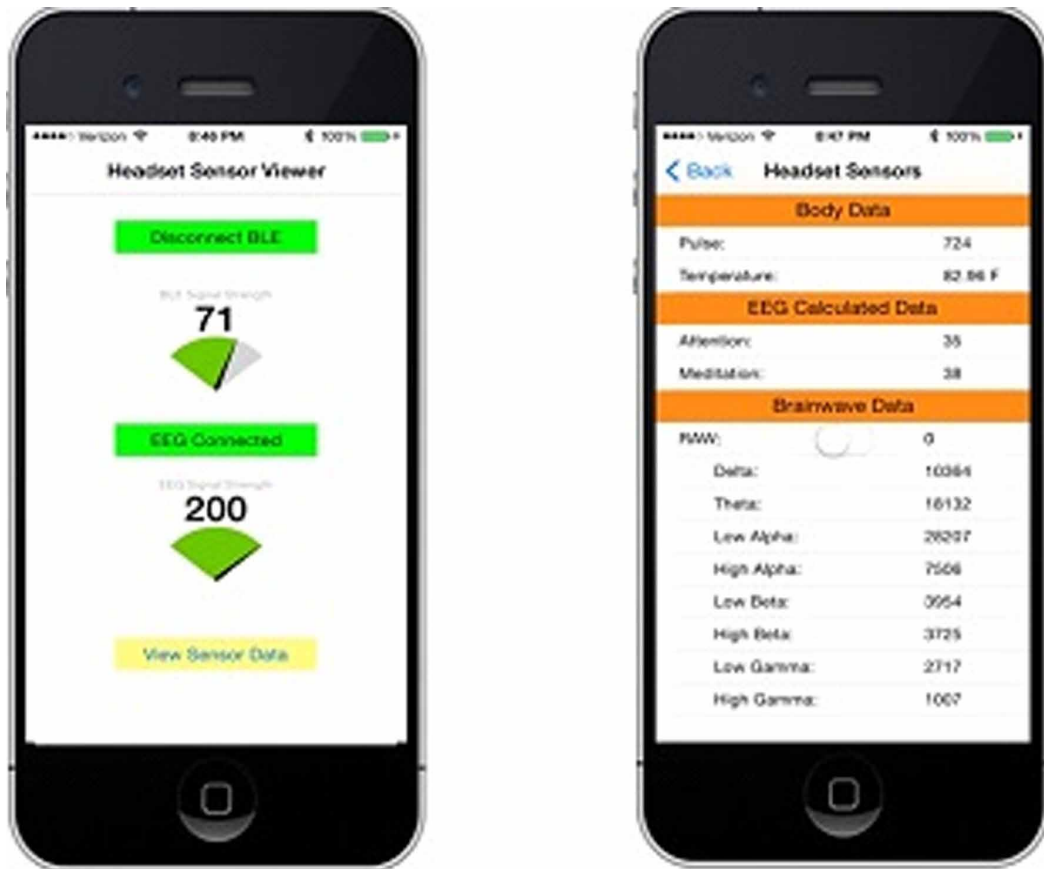 Verizon 8:46 PM 100%
Headset Sensor Viewer
Disconnect BLE
BLE Signal Strength
71
EEG Connected
EEG Signal Strength
200
View Sensor Data
Verizon 8:47 PM 100%
Back Headset Sensors
Body Data
Pulse: 724
Temperature: 82.96 F
EEG Calculated Data
Attention:
Meditation: 38
Brainwave Data
RAW: 0
Delta: 10364
Theta: 18132
Low Alpha: 28207
High Alpha: 7506
Low Beta: 3954
High Beta: 3725
Low Gamma: 2717
High Gamma: 1007